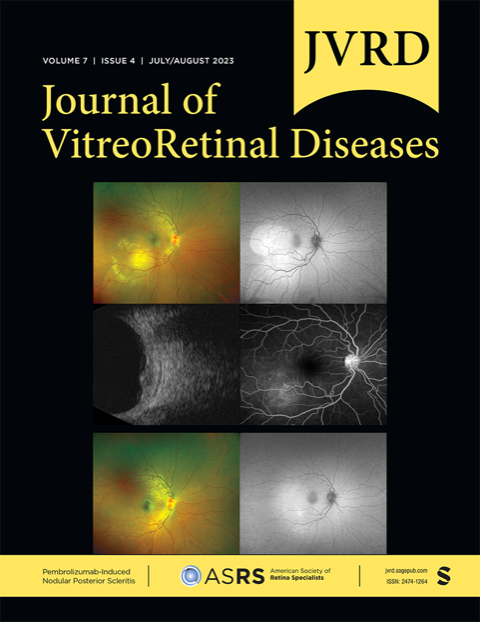 JVRD
VOLUME 7 | ISSUE 4 | JULY/AUGUST 2023
Journal of
VitreoRetinal Diseases
Pembrolizumab-Induced
Nodular Posterior Scleritis
ASRS
American Society of
Retina Specialists
jvrd.sagepub.com
ISSN: 2474-1264